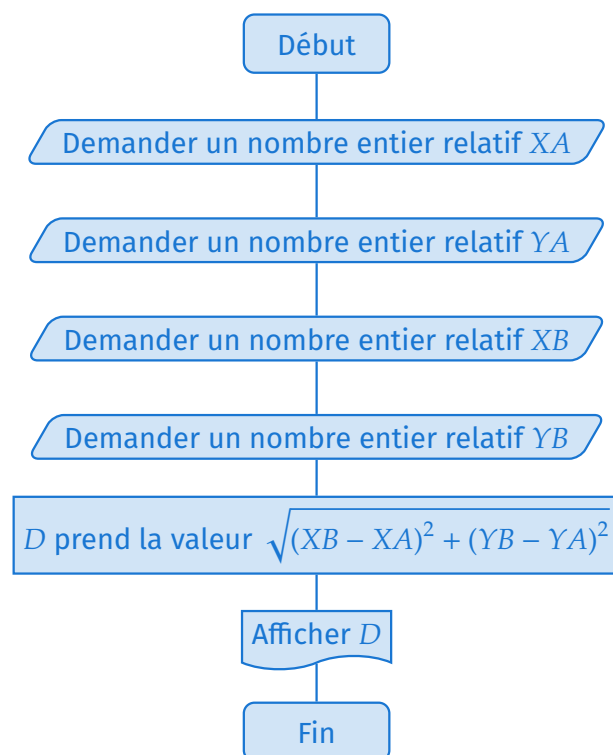 Début
Demander un nombre entier relatif XA
Demander un nombre entier relatif YA
Demander un nombre entier relatif XB
Demander un nombre entier relatif YB
D prend la valeur √((XB – XA)² + (YB – YA)²)
Afficher D
Fin